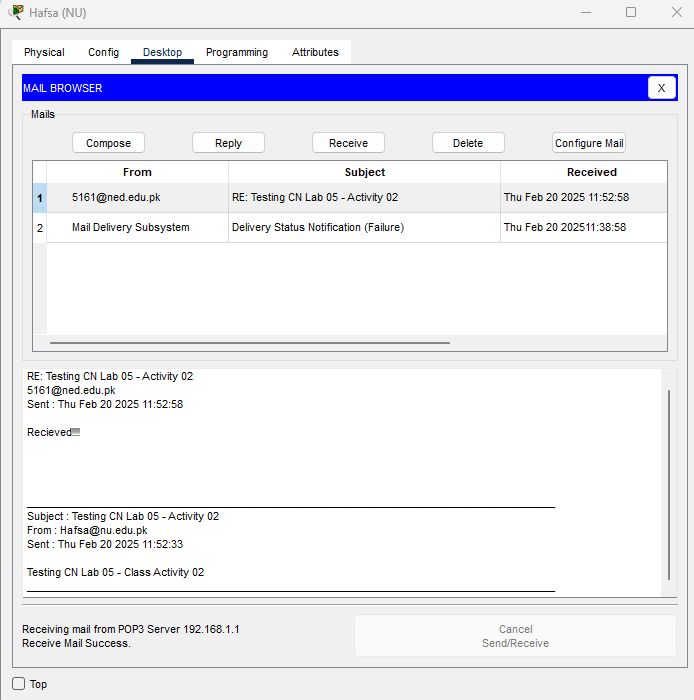 Hafsa (NU)
Physical Config Desktop Programming Attributes
MAIL BROWSER X
Mails
Compose Reply Receive Delete Configure Mail
From Subject Received
1 5161@ned.edu.pk RE: Testing CN Lab 05 - Activity 02 Thu Feb 20 2025 11:52:58
2 Mail Delivery Subsystem Delivery Status Notification (Failure) Thu Feb 20 202511:38:58
RE: Testing CN Lab 05 - Activity 02
5161@ned.edu.pk
Sent : Thu Feb 20 2025 11:52:58
Recieved
Subject : Testing CN Lab 05 - Activity 02
From : Hafsa@nu.edu.pk
Sent : Thu Feb 20 2025 11:52:33
Testing CN Lab 05 - Class Activity 02
Receiving mail from POP3 Server 192.168.1.1
Receive Mail Success.
Cancel
Send/Receive
Top